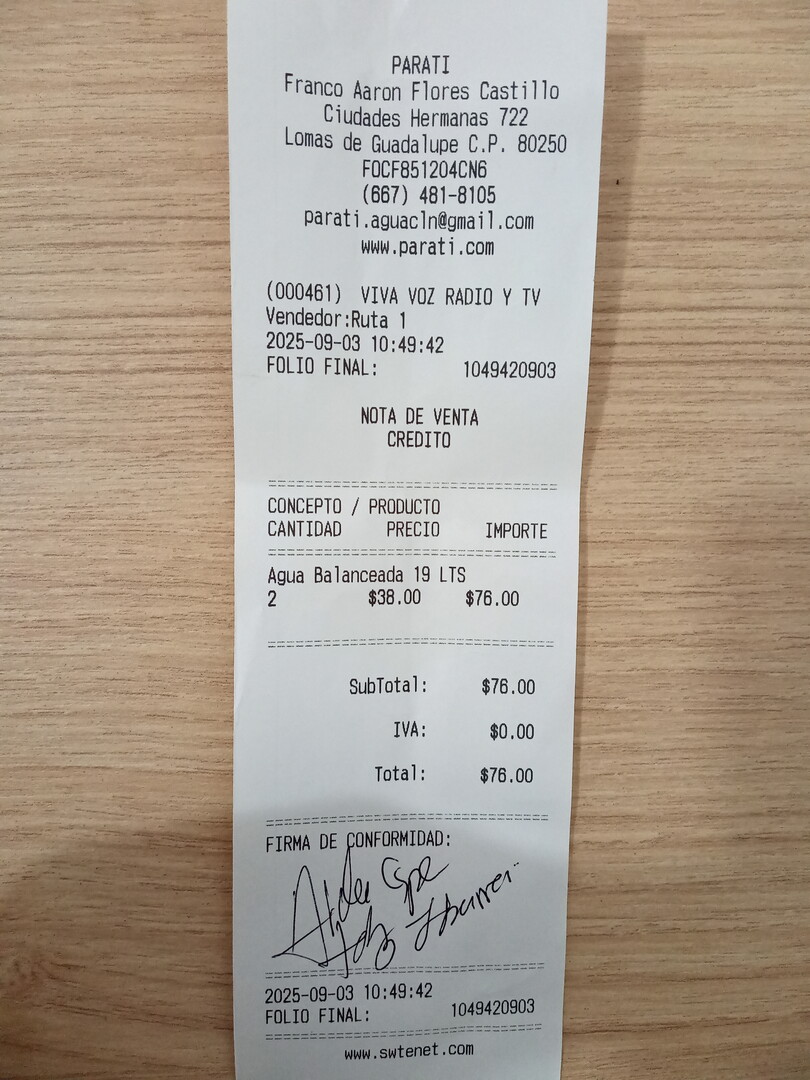 PARATI
Franco Aaron Flores Castillo
Ciudades Hermanas 722
Lomas de Guadalupe C.P. 80250
FOCF851204CN6
(667) 481-8105
parati.aguacln@gmail.com
www.parati.com
(000461) VIVA VOZ RADIO Y TV
Vendedor:Ruta 1
2025-09-03 10:49:42
FOLIO FINAL: 1049420903
NOTA DE VENTA
CREDITO
CONCEPTO / PRODUCTO
CANTIDAD PRECIO IMPORTE
Agua Balanceada 19 LTS
2 $38.00 $76.00
SubTotal: $76.00
IVA: $0.00
Total: $76.00
FIRMA DE CONFORMIDAD:
2025-09-03 10:49:42
FOLIO FINAL: 1049420903
www.swtenet.com